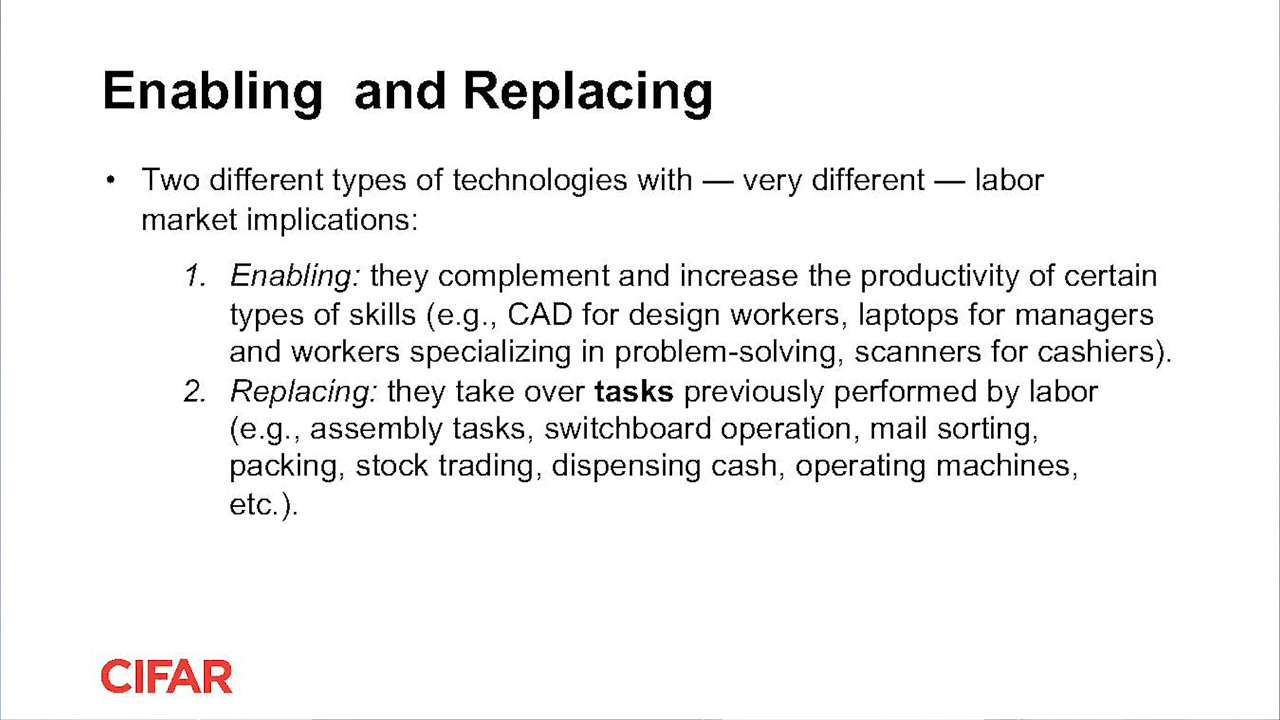 Enabling  and Replacing
• Two different types of technologies with — very different — labor
market implications:
1. Enabling: they complement and increase the productivity of certain
types of skills (e.g., CAD for design workers, laptops for managers
and workers specializing in problem-solving, scanners for cashiers).
2. Replacing: they take over tasks previously performed by labor
(e.g., assembly tasks, switchboard operation, mail sorting,
packing, stock trading, dispensing cash, operating machines,
etc.).
CIFAR